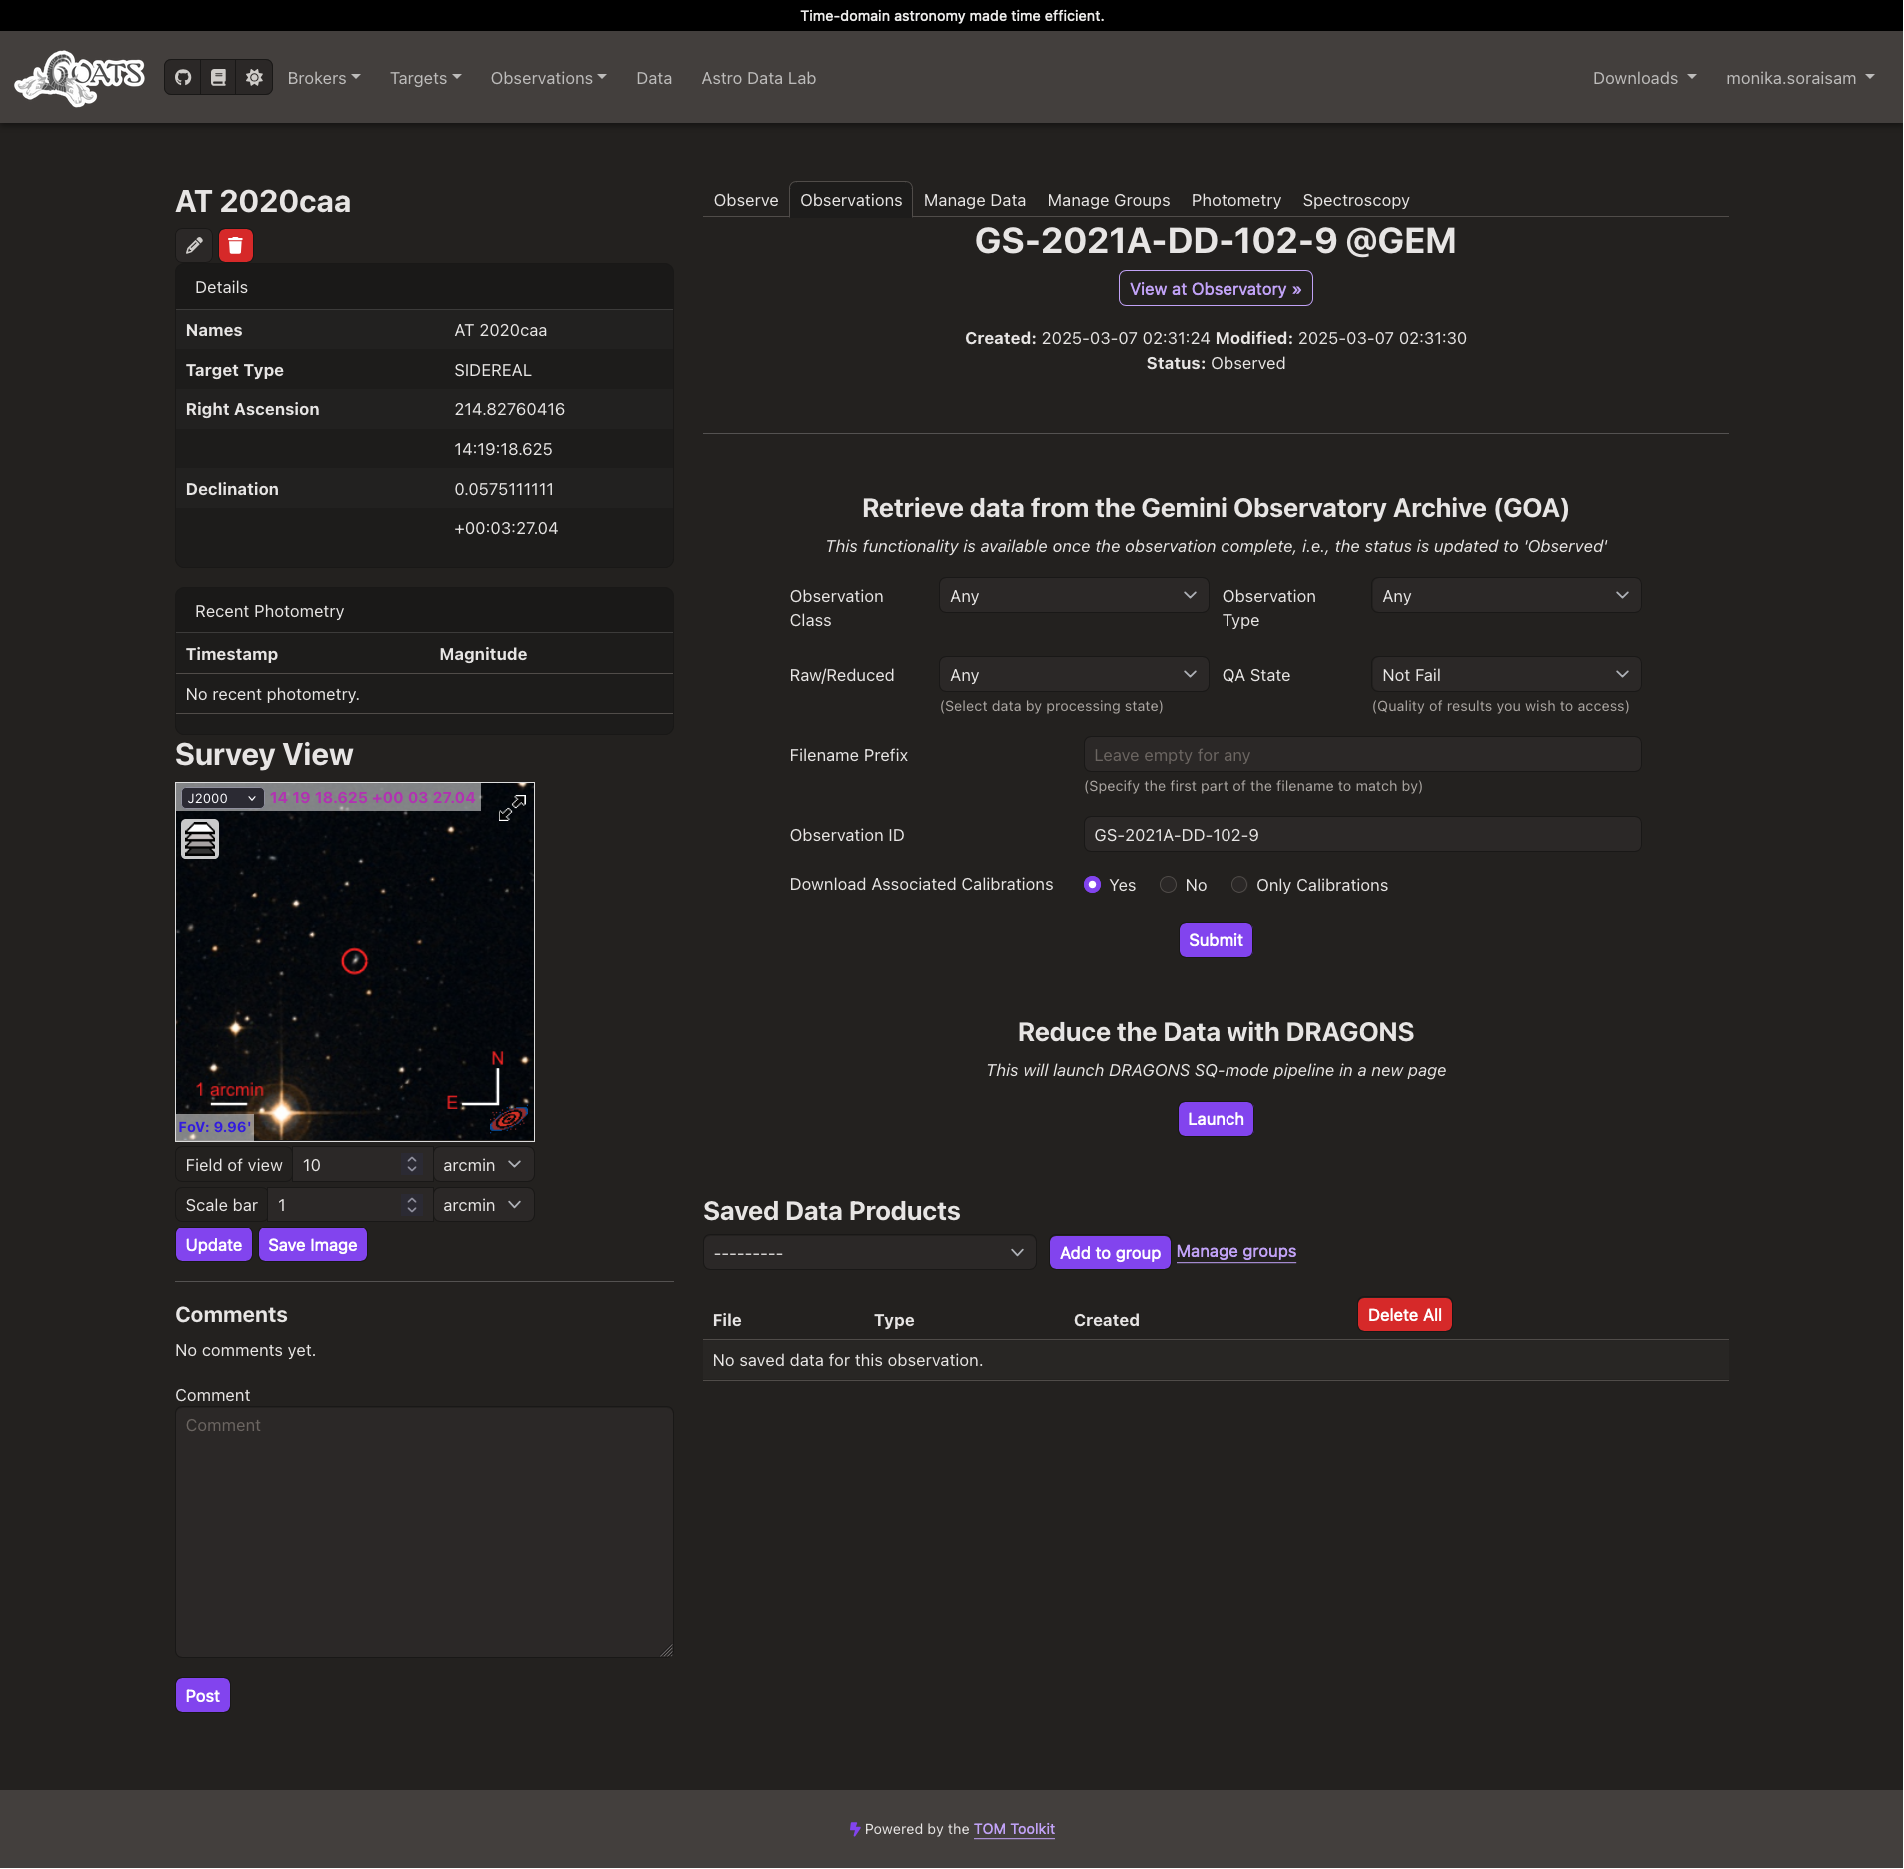 Time-domain astronomy made time efficient.
GOATS
Brokers Targets Observations Data Astro Data Lab Downloads monika.soraisam
AT 2020caa
Details
Names AT 2020caa
Target Type SIDEREAL
Right Ascension 214.82760416
14:19:18.625
Declination 0.0575111111
+00:03:27.04
Recent Photometry
Timestamp Magnitude
No recent photometry.
Survey View
J2000 14 19 18.625 +00 03 27.04
N
1 arcmin
E
FoV: 9.96'
Field of view 10 arcmin
Scale bar 1 arcmin
Update Save Image
Comments
No comments yet.
Comment
Comment
Post
Observe Observations Manage Data Manage Groups Photometry Spectroscopy
GS-2021A-DD-102-9 @GEM
View at Observatory »
Created: 2025-03-07 02:31:24 Modified: 2025-03-07 02:31:30
Status: Observed
Retrieve data from the Gemini Observatory Archive (GOA)
This functionality is available once the observation complete, i.e., the status is updated to 'Observed'
Observation Class Any Observation Type Any
Raw/Reduced Any QA State Not Fail
(Select data by processing state) (Quality of results you wish to access)
Filename Prefix Leave empty for any
(Specify the first part of the filename to match by)
Observation ID GS-2021A-DD-102-9
Download Associated Calibrations Yes No Only Calibrations
Submit
Reduce the Data with DRAGONS
This will launch DRAGONS SQ-mode pipeline in a new page
Launch
Saved Data Products
--------- Add to group Manage groups
File Type Created Delete All
No saved data for this observation.
Powered by the TOM Toolkit